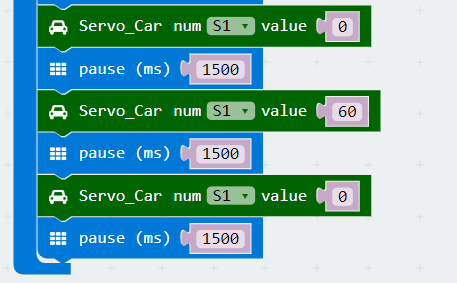 Servo_Car num S1 value 0
pause (ms) 1500
Servo_Car num S1 value 60
pause (ms) 1500
Servo_Car num S1 value 0
pause (ms) 1500